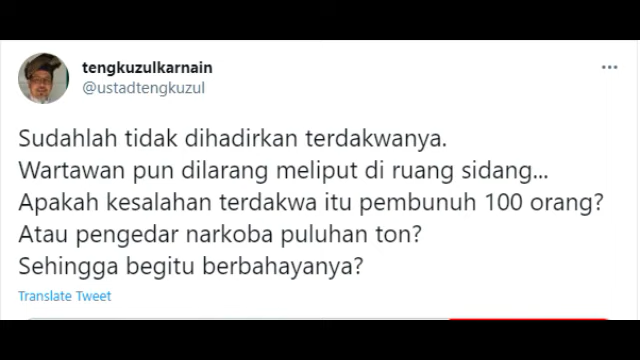 tengkuzulkarnain
@ustadtengkuzul
Sudahlah tidak dihadirkan terdakwanya.
Wartawan pun dilarang meliput di ruang sidang...
Apakah kesalahan terdakwa itu pembunuh 100 orang?
Atau pengedar narkoba puluhan ton?
Sehingga begitu berbahayanya?
Translate Tweet